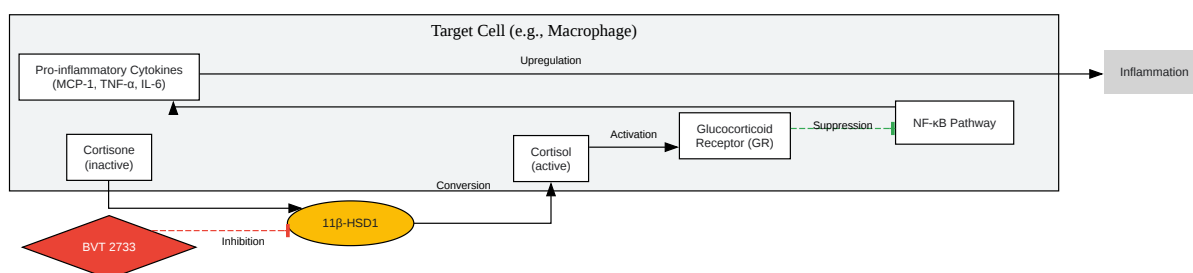 Target Cell (e.g., Macrophage)
Pro-inflammatory Cytokines
(MCP-1, TNF-α, IL-6)
Upregulation
Inflammation
Cortisone
(inactive)
Cortisol
(active)
Activation
Glucocorticoid
Receptor (GR)
Suppression
NF-κB Pathway
Conversion
11β-HSD1
BVT 2733
Inhibition